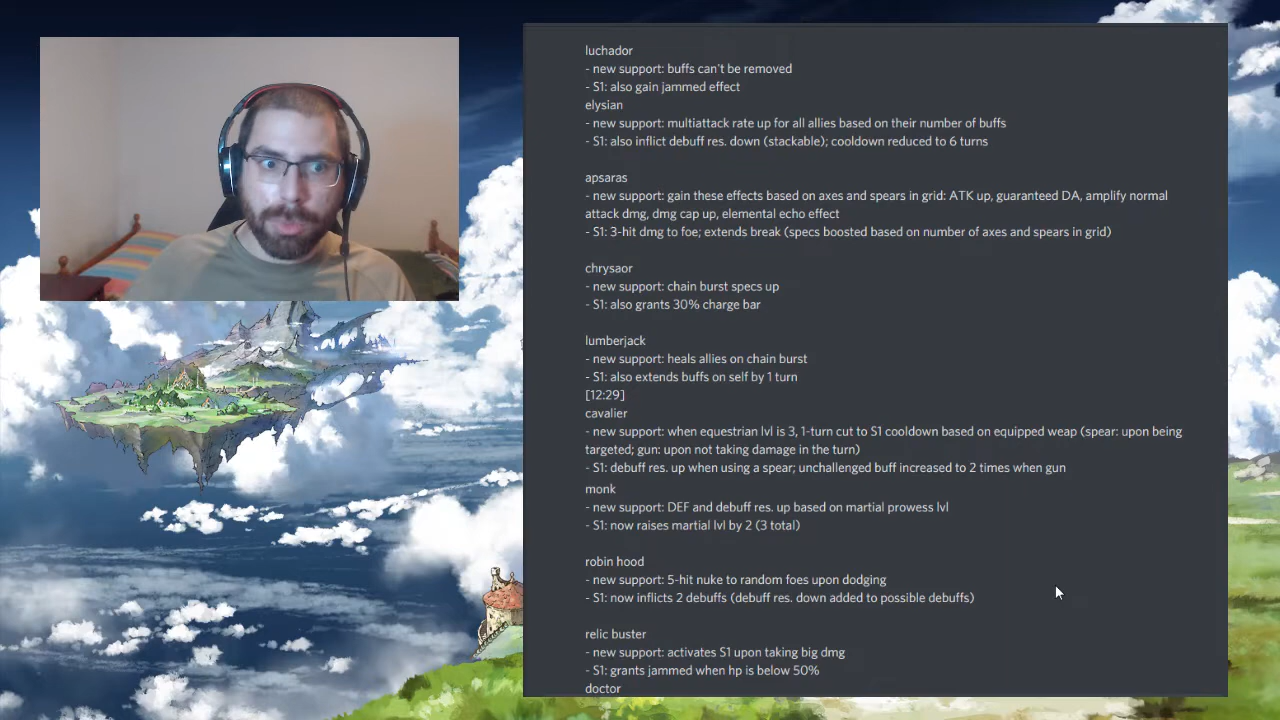 luchador
- new support: buffs can't be removed
- S1: also gain jammed effect
elysian
- new support: multiattack rate up for all allies based on their number of buffs
- S1: also inflict debuff res. down (stackable); cooldown reduced to 6 turns
apsaras
- new support: gain these effects based on axes and spears in grid: ATK up, guaranteed DA, amplify normal
attack dmg, dmg cap up, elemental echo effect
- S1: 3-hit dmg to foe; extends break (specs boosted based on number of axes and spears in grid)
chrysaor
- new support: chain burst specs up
- S1: also grants 30% charge bar
lumberjack
- new support: heals allies on chain burst
- S1: also extends buffs on self by 1 turn
[12:29]
cavalier
- new support: when equestrian lvl is 3, 1-turn cut to S1 cooldown based on equipped weap (spear: upon being
targeted; gun: upon not taking damage in the turn)
- S1: debuff res. up when using a spear; unchallenged buff increased to 2 times when gun
monk
- new support: DEF and debuff res. up based on martial prowess lvl
- S1: now raises martial lvl by 2 (3 total)
robin hood
- new support: 5-hit nuke to random foes upon dodging
- S1: now inflicts 2 debuffs (debuff res. down added to possible debuffs)
relic buster
- new support: activates S1 upon taking big dmg
- S1: grants jammed when hp is below 50%
doctor